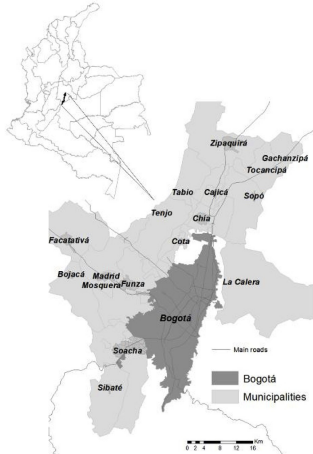 Zipaquirá
Gachanzipá
Tocancipá
Tabio
Cajicá
Sopó
Tenjo
Chia
Cota
Facatativá
Bojacá
Madrid
Mosquera
Funza
La Calera
Bogotá
Soacha
Sibaté
Main roads
Bogotá
Municipalities
0 2 4 8 12 16
Km